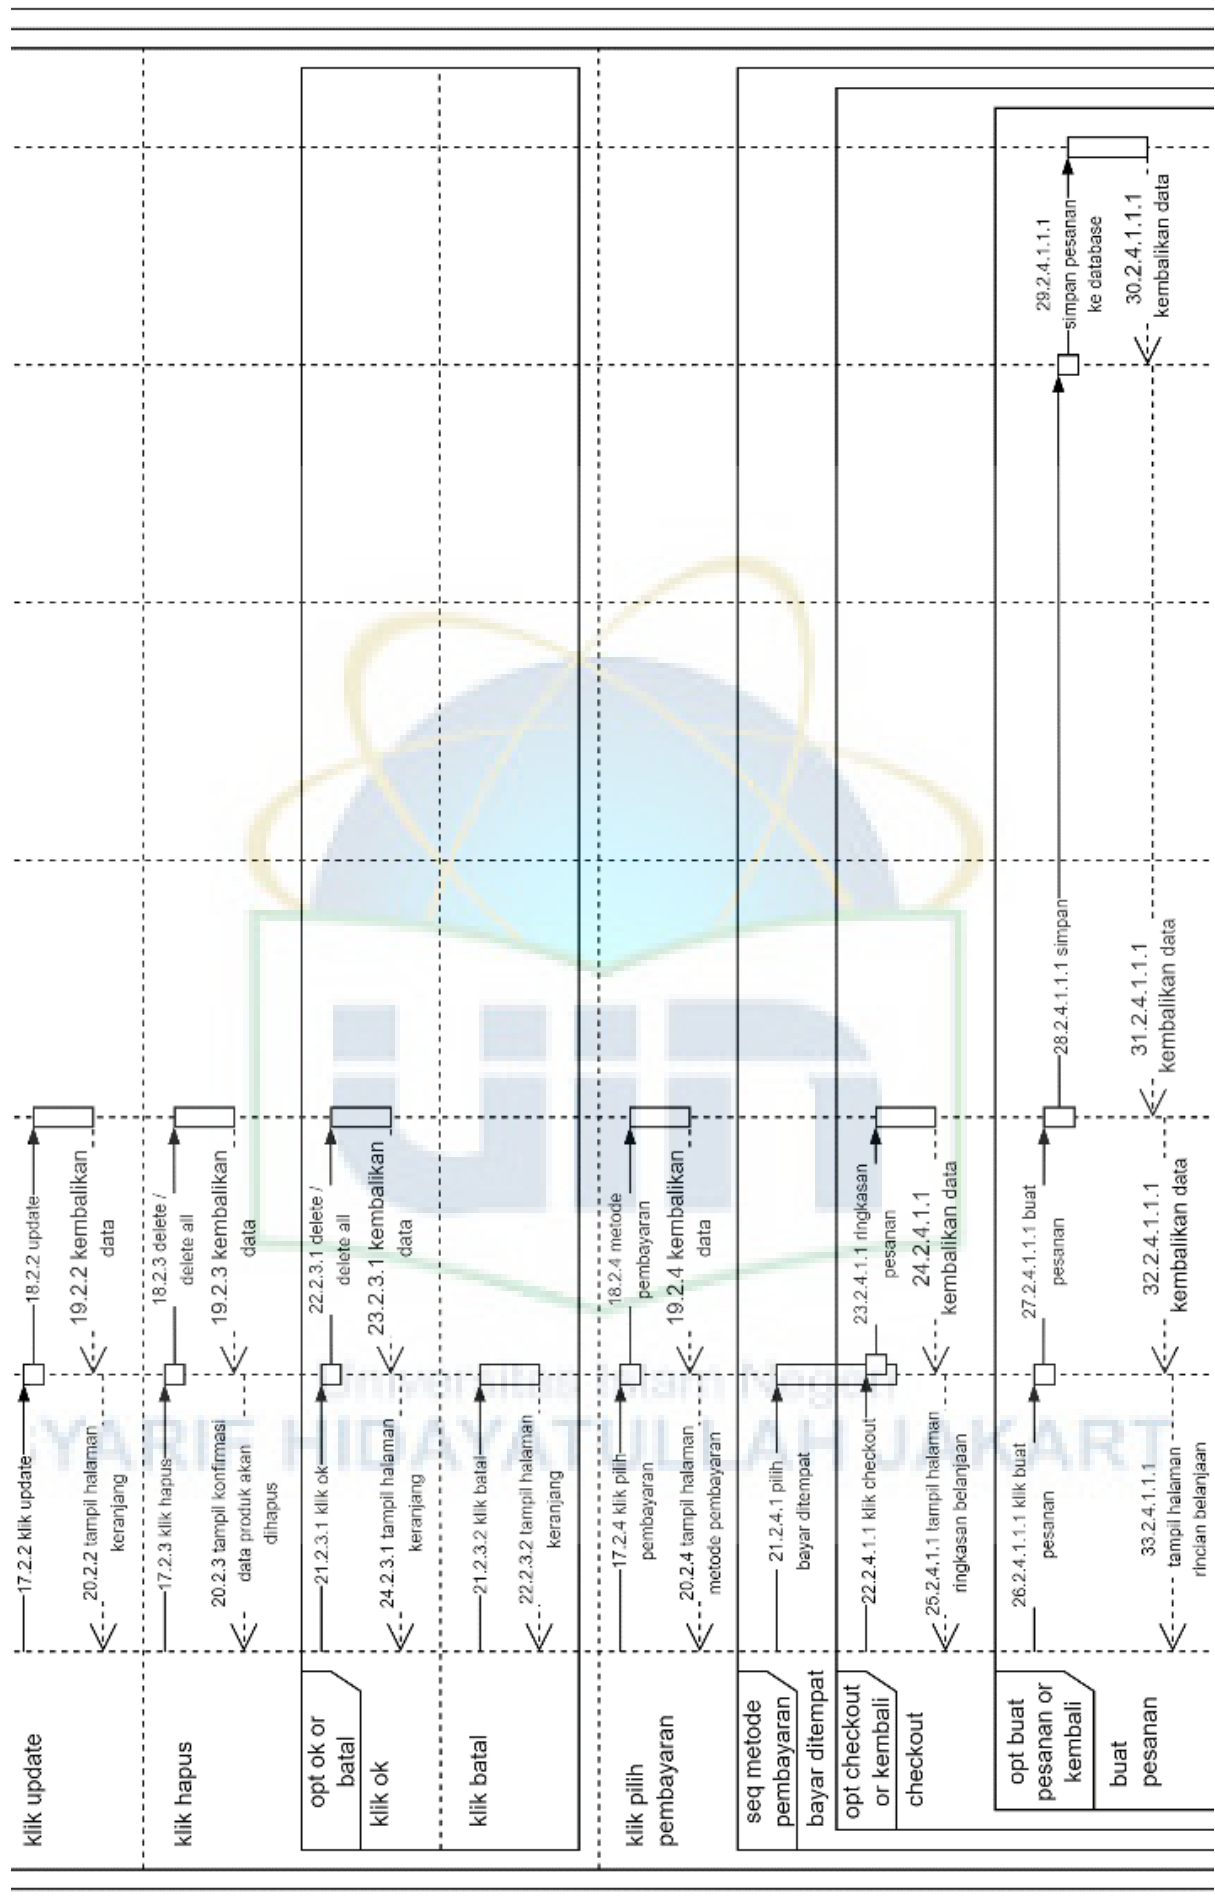 klik update
17.2.2 klik update
18.2.2 update
19.2.2 kembalikan
data
20.2.2 tampil halaman
keranjang
klik hapus
17.2.3 klik hapus
18.2.3 delete /
delete all
19.2.3 kembalikan
data
20.2.3 tampil konfirmasi
data produk akan
dihapus
opt ok or
batal
klik ok
21.2.3.1 klik ok
22.2.3.1 delete /
delete all
23.2.3.1 kembalikan
data
24.2.3.1 tampil halaman
keranjang
klik batal
21.2.3.2 klik batal
22.2.3.2 tampil halaman
keranjang
klik pilih
pembayaran
17.2.4 klik pilih
pembayaran
18.2.4 metode
pembayaran
19.2.4 kembalikan
data
20.2.4 tampil halaman
metode pembayaran
seq metode
pembayaran
bayar ditempat
21.2.4.1 pilih
bayar ditempat
opt checkout
or kembali
checkout
22.2.4.1.1 klik checkout
23.2.4.1.1 ringkasan
pesanan
24.2.4.1.1
kembalikan data
25.2.4.1.1 tampil halaman
ringkasan belanjaan
opt buat
pesanan or
kembali
buat
pesanan
26.2.4.1.1.1 klik buat
pesanan
27.2.4.1.1.1 buat
pesanan
28.2.4.1.1.1 simpan
29.2.4.1.1.1
simpan pesanan
ke database
30.2.4.1.1.1
kembalikan data
31.2.4.1.1.1
kembalikan data
32.2.4.1.1.1
kembalikan data
33.2.4.1.1.1
tampil halaman
rincian belanjaan
uin
Universitas Islam Negeri
SYARIF HIDAYATULLAH JAKART